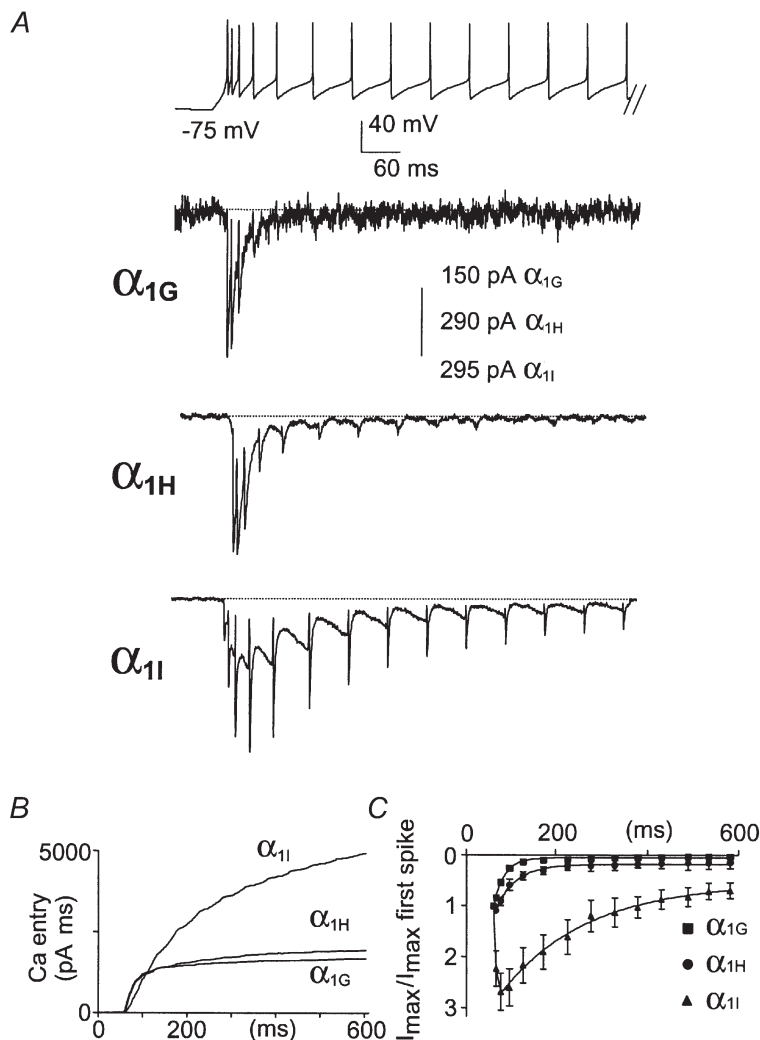 A
-75 mV
40 mV
60 ms
α1G
150 pA α1G
290 pA α1H
295 pA α1I
α1H
α1I
B
5000
Ca entry
(pA ms)
0
0
200
(ms)
600
α1I
α1H
α1G
C
0
200
(ms)
600
Imax/Imax first spike
0
1
2
3
α1G
α1H
α1I